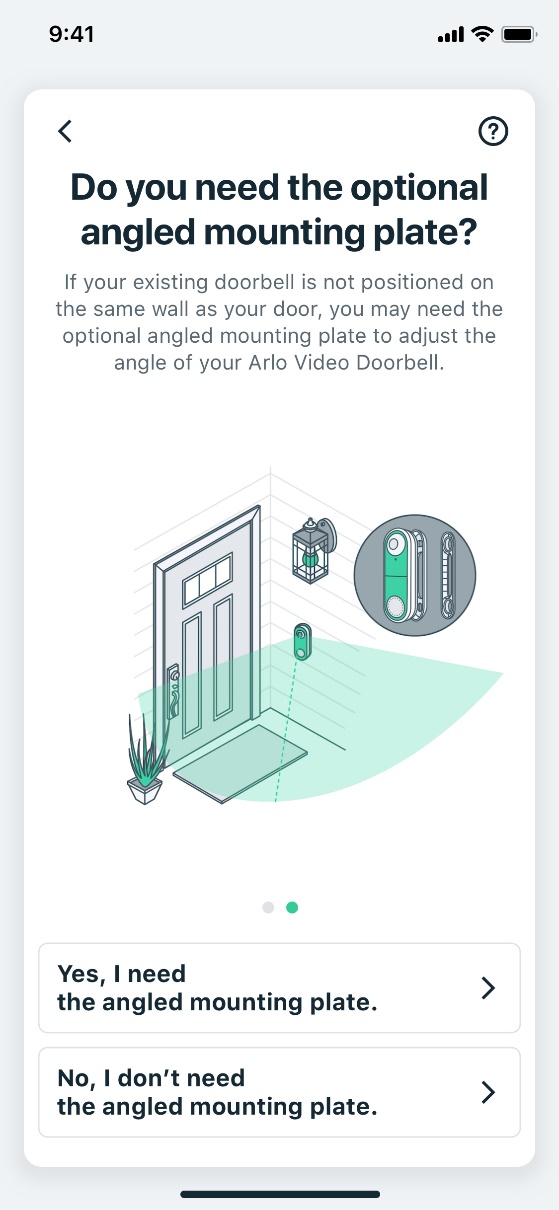 9:41
Do you need the optional
angled mounting plate?
If your existing doorbell is not positioned on
the same wall as your door, you may need the
optional angled mounting plate to adjust the
angle of your Arlo Video Doorbell.
Yes, I need
the angled mounting plate.
No, I don’t need
the angled mounting plate.